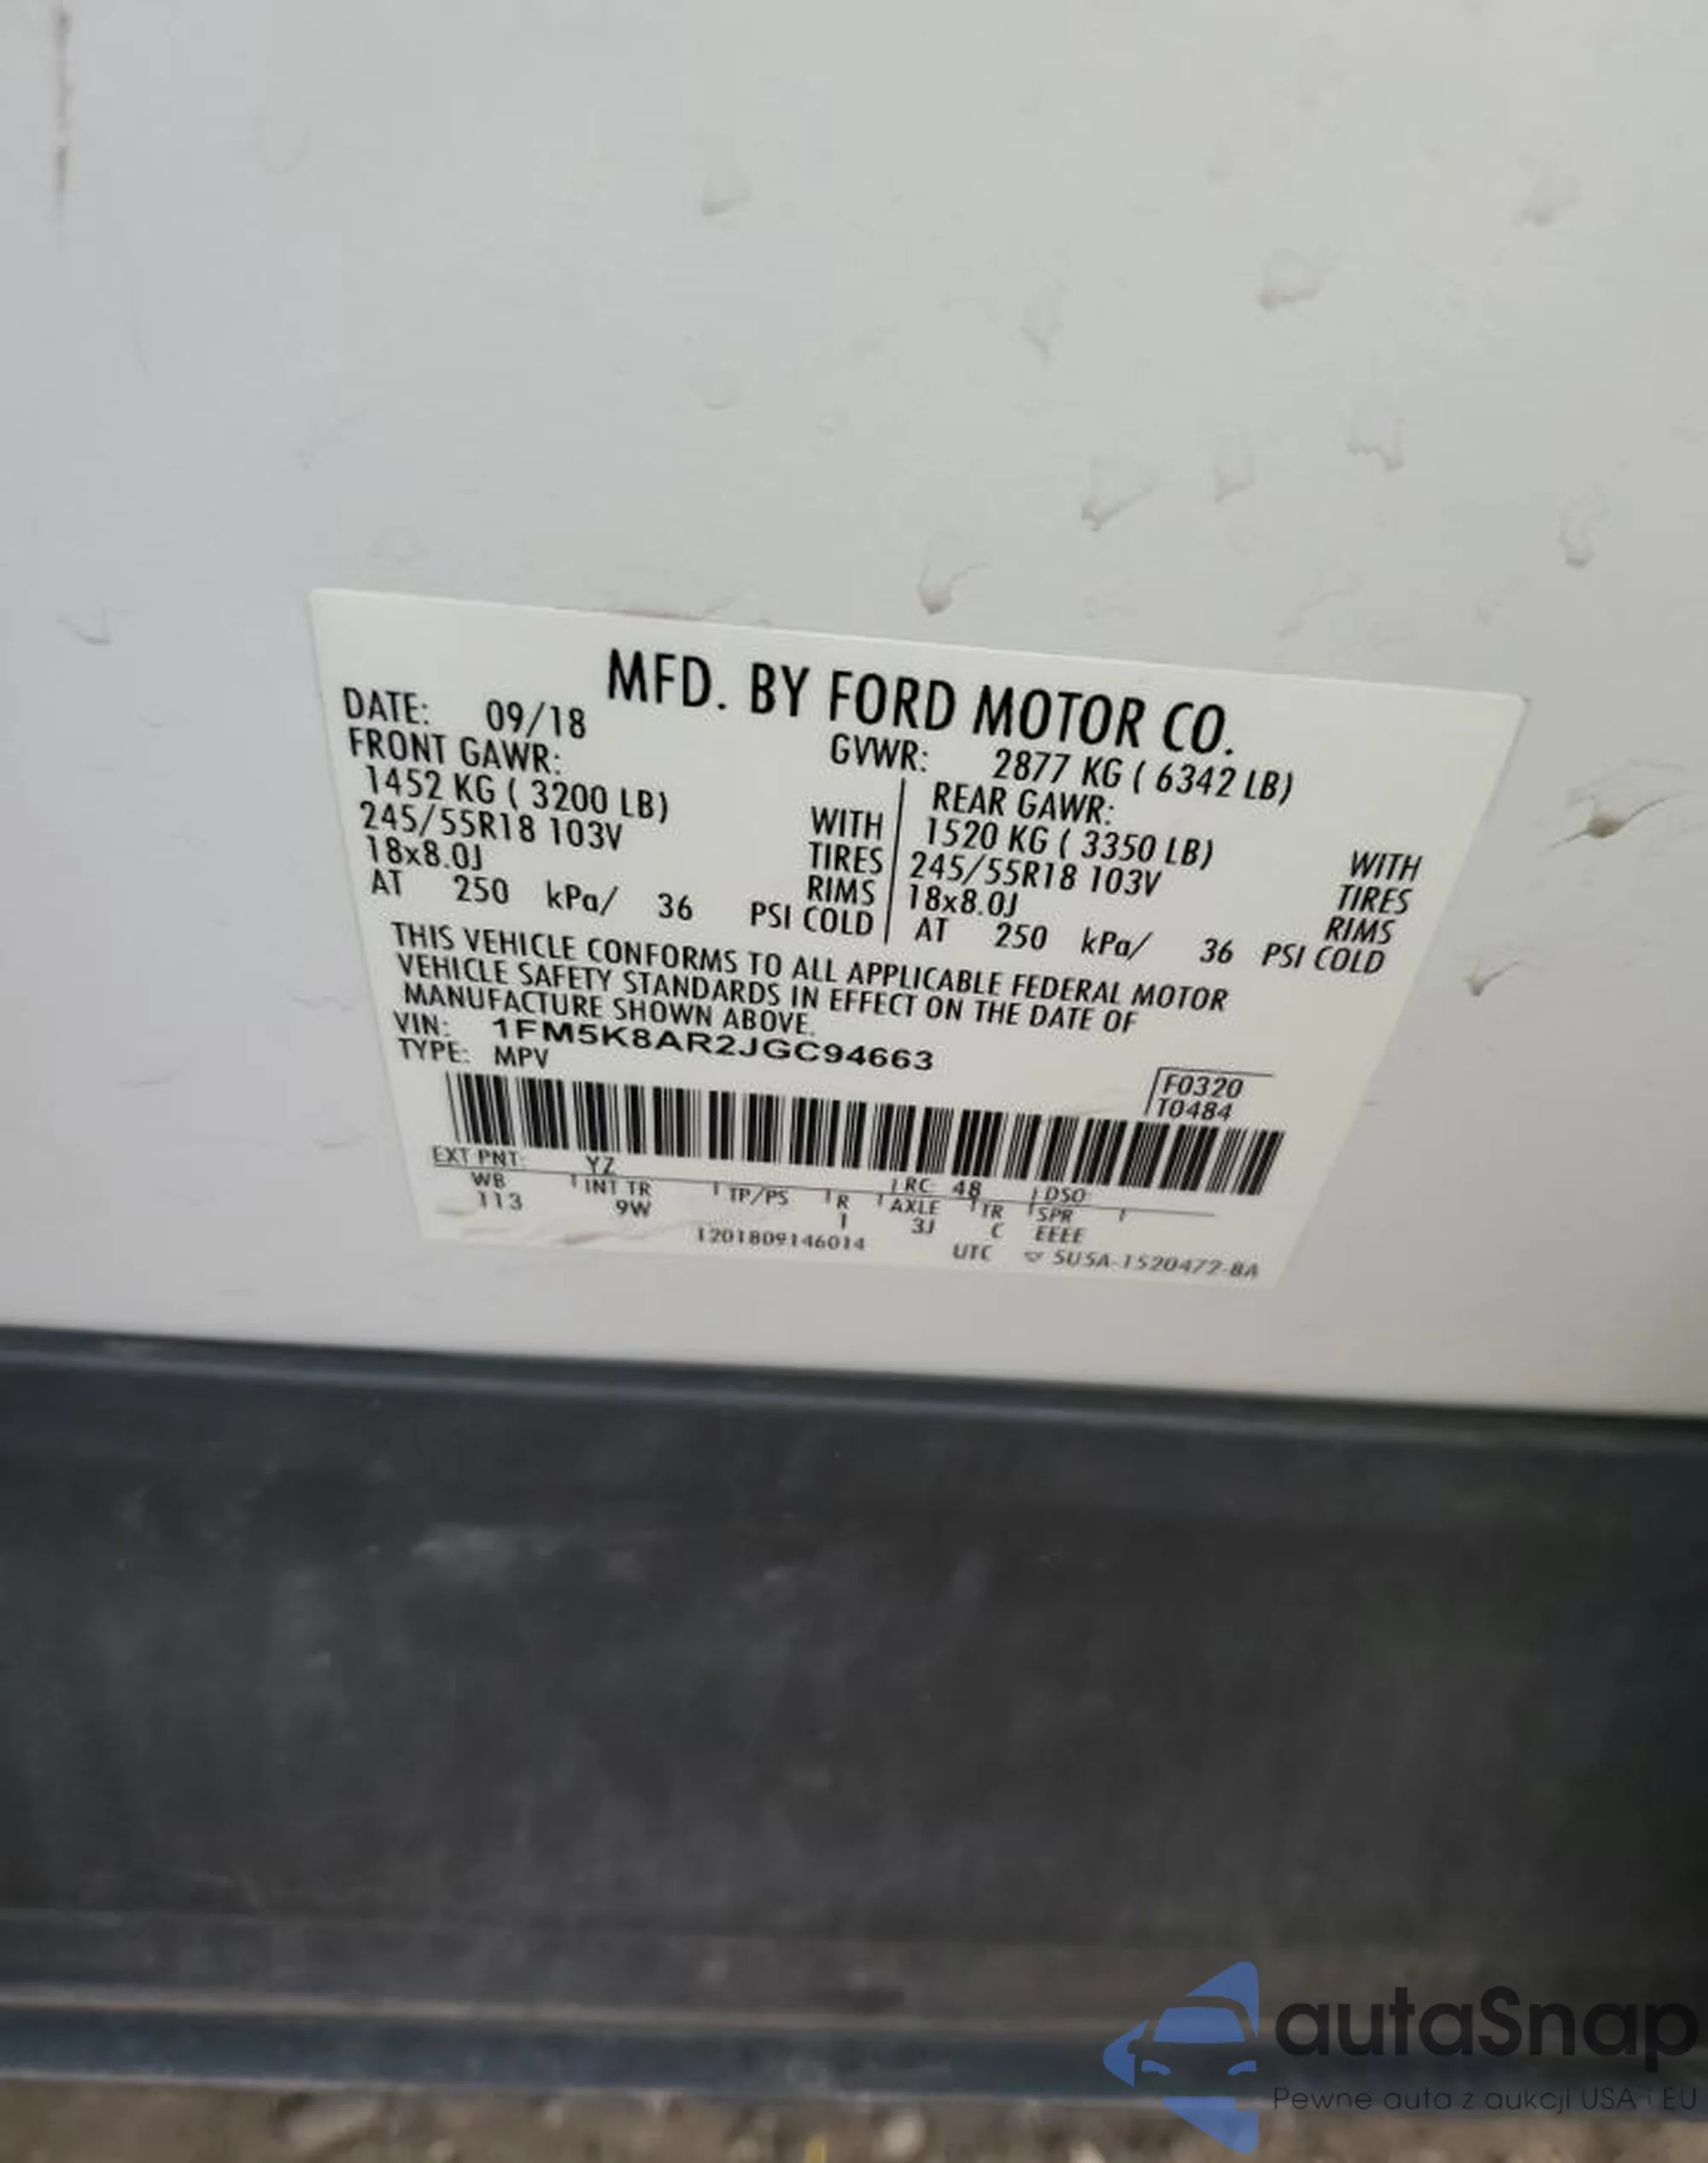 MFD. BY FORD MOTOR CO.
DATE: 09/18 GVWR: 2877 KG ( 6342 LB)
FRONT GAWR: REAR GAWR:
1452 KG ( 3200 LB) WITH 1520 KG ( 3350 LB) WITH
245/55R18 103V TIRES 245/55R18 103V TIRES
18x8.0J RIMS 18x8.0J RIMS
AT 250 kPa/ 36 PSI COLD AT 250 kPa/ 36 PSI COLD
THIS VEHICLE CONFORMS TO ALL APPLICABLE FEDERAL MOTOR
VEHICLE SAFETY STANDARDS IN EFFECT ON THE DATE OF
MANUFACTURE SHOWN ABOVE.
VIN: 1FM5K8AR2JGC94663
TYPE: MPV
F0320
T0484
EXT PNT: YZ RC: 48 DSO:
WB INT TR TP/PS R AXLE TR SPR
113 9W 1 3J C EEEE
1201809146014 UTC 5U5A-1520472-BA
autaSnap
Pewne auta z aukcji USA i EU